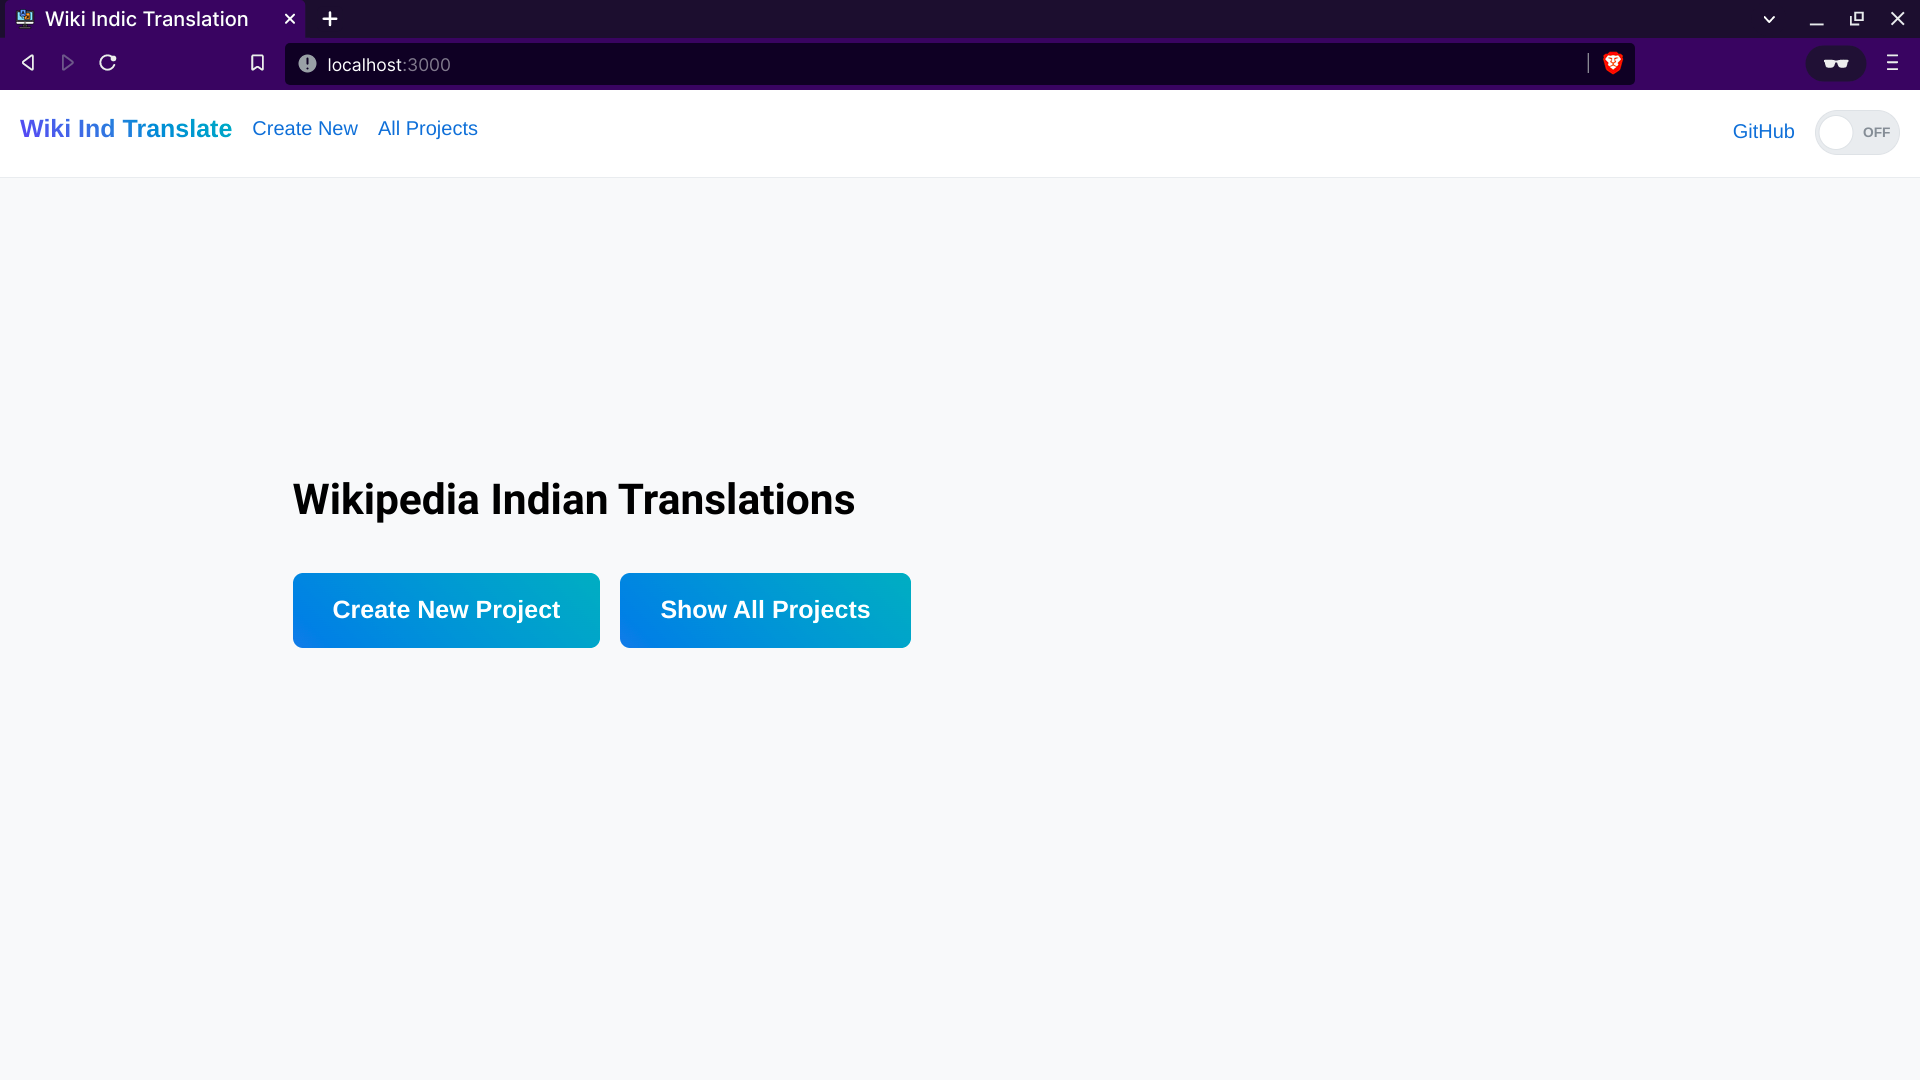 Wiki Indic Translation
localhost:3000
Wiki Ind Translate Create New All Projects GitHub OFF
Wikipedia Indian Translations
Create New Project Show All Projects